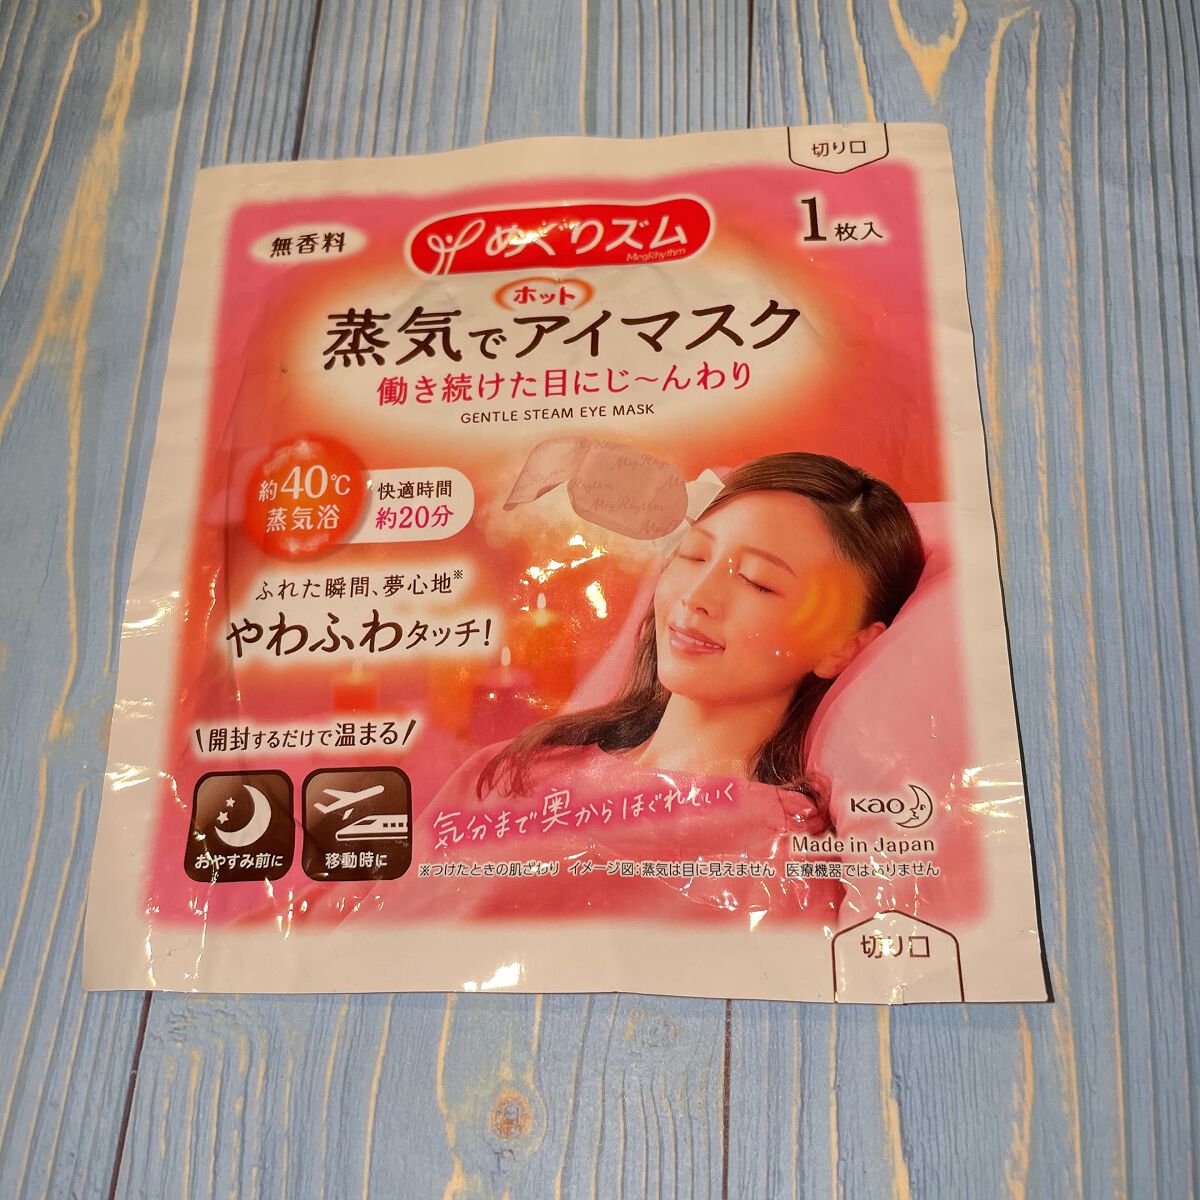 切り口
無香料
めぐりズム
MegRhythm
1枚入
ホット
蒸気でアイマスク
働き続けた目にじ～んわり
GENTLE STEAM EYE MASK
約40℃
蒸気浴
快適時間
約20分
MegRhythm
ふれた瞬間、夢心地※
やわふわタッチ!
\開封するだけで温まる/
おやすみ前に
移動時に
気分まで奥からほぐれていく
Kao
Made in Japan
※つけたときの肌ざわり イメージ図:蒸気は目に見えません 医療機器ではありません
切り口